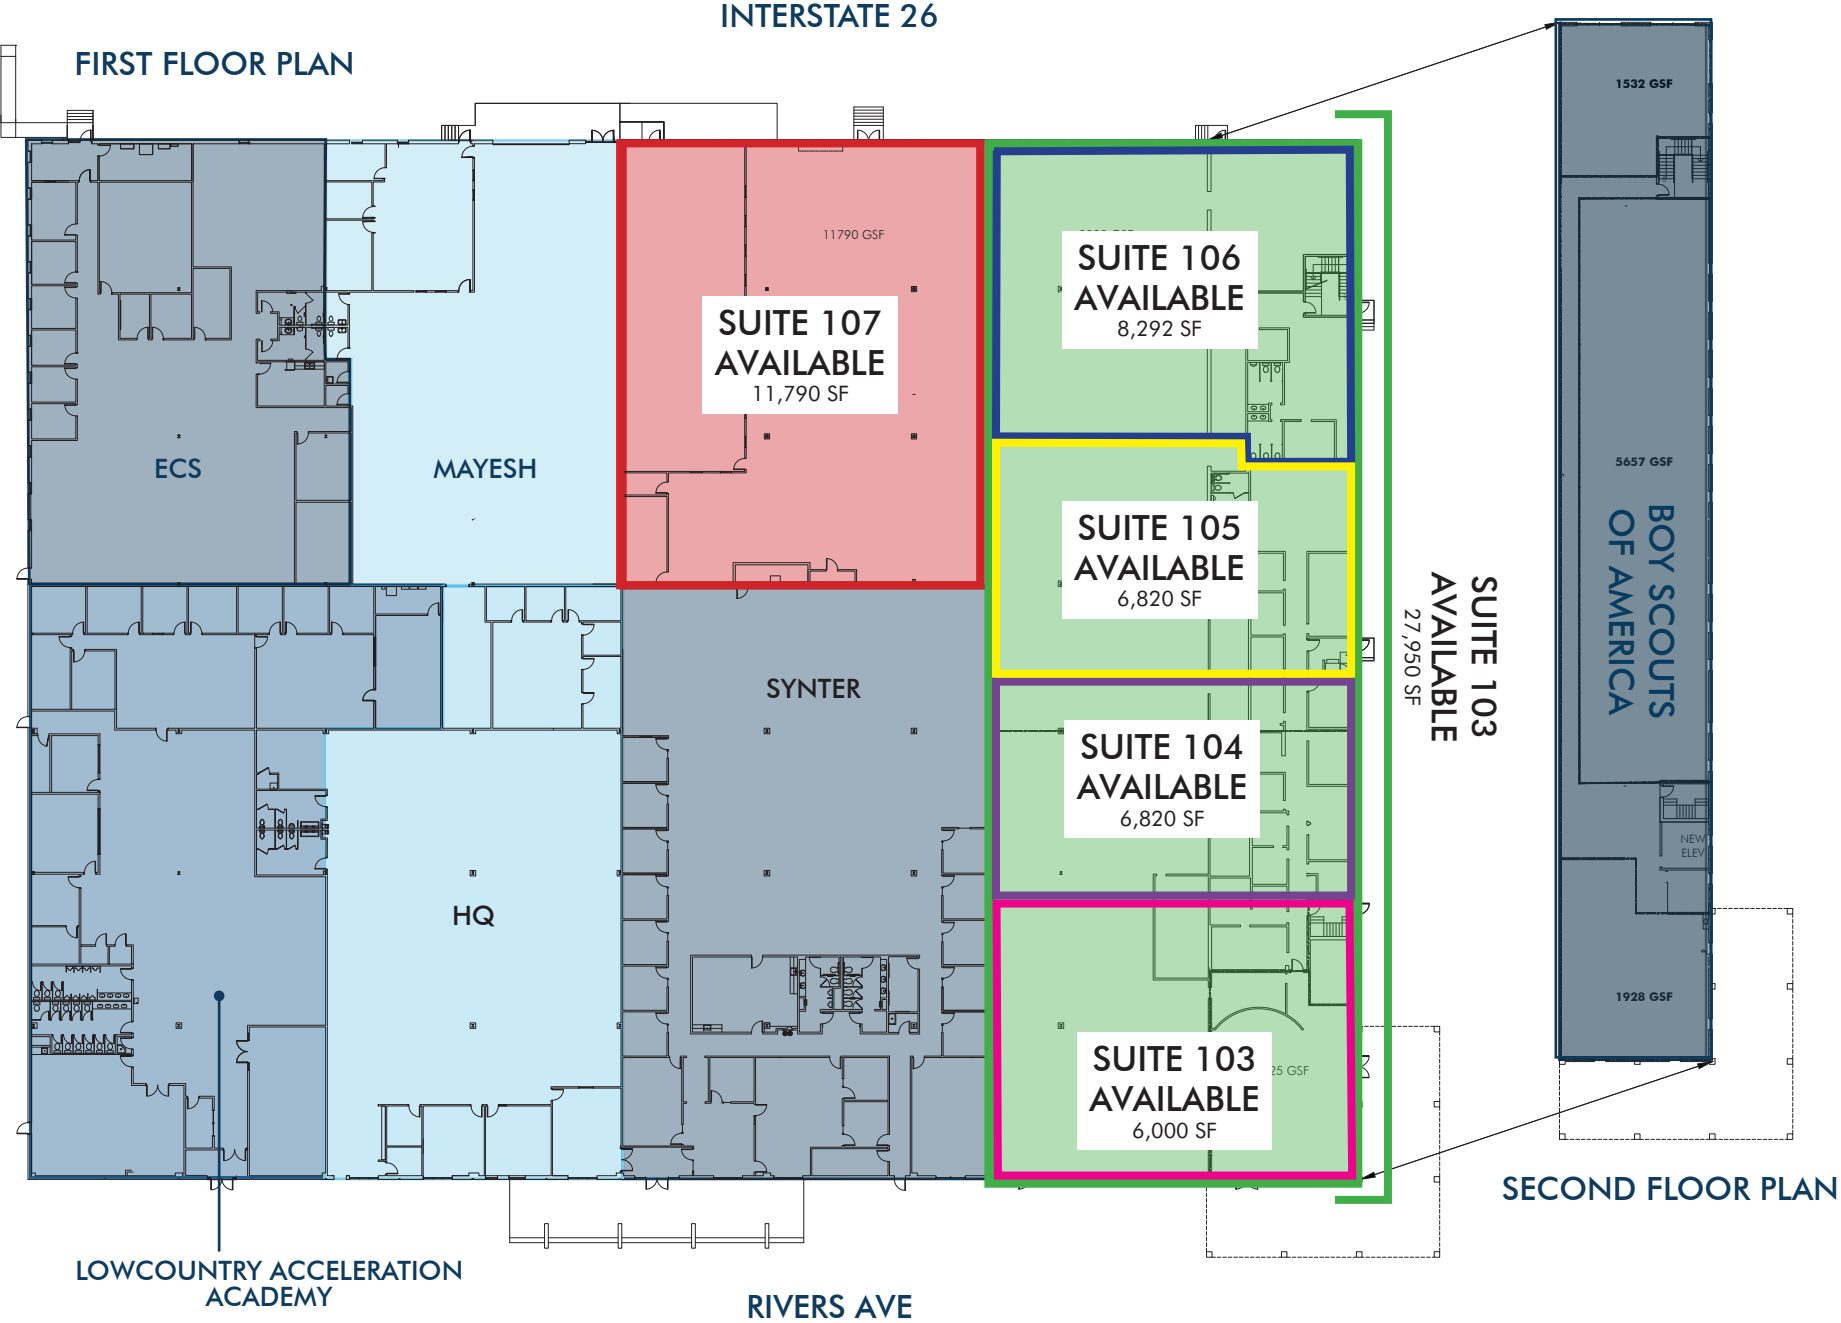 INTERSTATE 26
FIRST FLOOR PLAN
1532 GSF
11790 GSF
SUITE 106
AVAILABLE
8,292 SF
SUITE 107
AVAILABLE
11,790 SF
ECS
MAYESH
5657 GSF
BOY SCOUTS
OF AMERICA
SUITE 105
AVAILABLE
6,820 SF
SUITE 103
AVAILABLE
27,950 SF
SYNTER
SUITE 104
AVAILABLE
6,820 SF
NEW
ELEV
HQ
1928 GSF
SUITE 103
AVAILABLE
6,000 SF
25 GSF
SECOND FLOOR PLAN
LOWCOUNTRY ACCELERATION
ACADEMY
RIVERS AVE